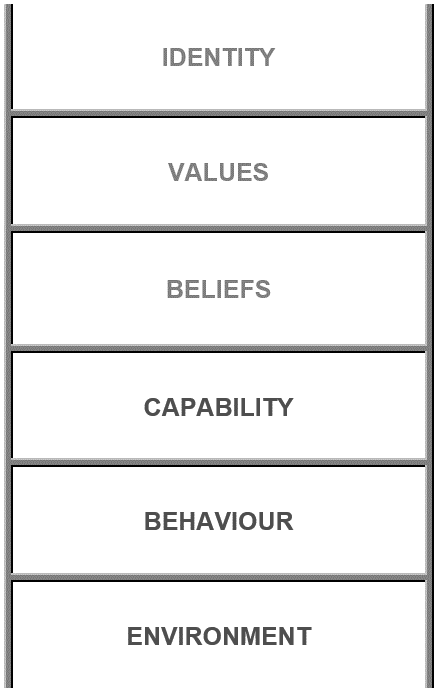 IDENTITY
VALUES
BELIEFS
CAPABILITY
BEHAVIOUR
ENVIRONMENT